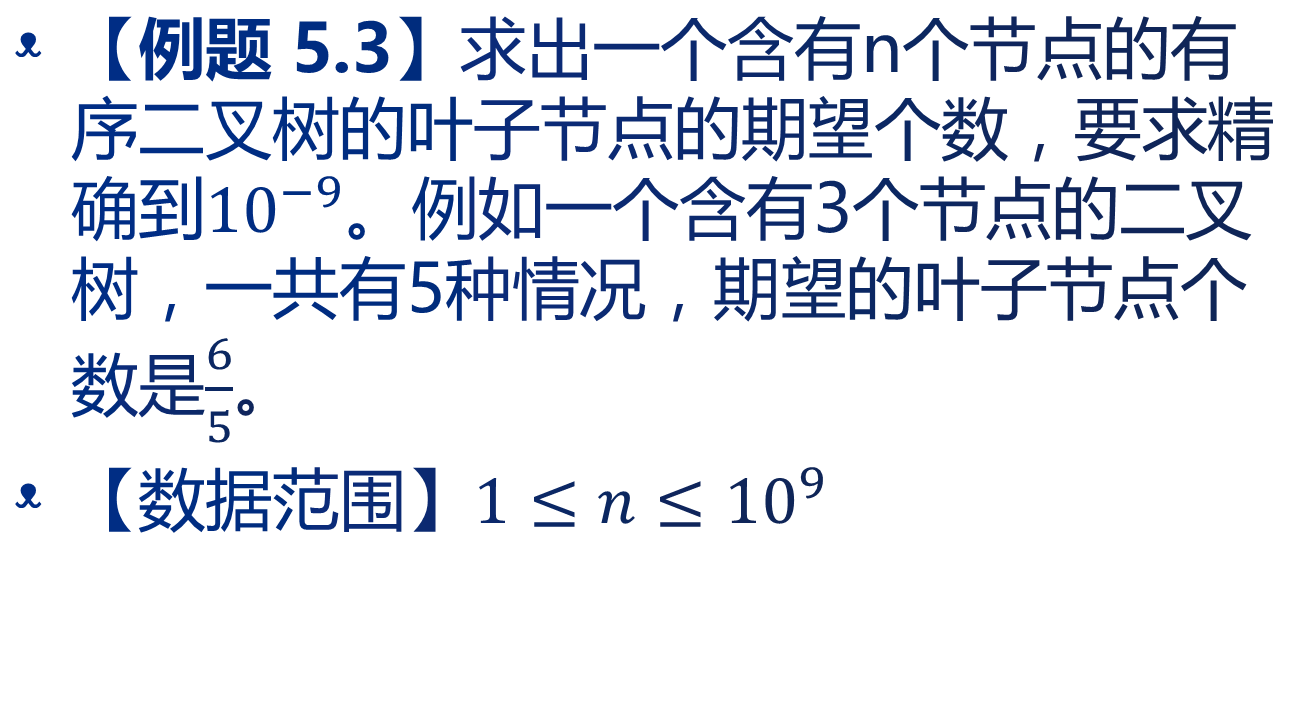 【例题 5.3】求出一个含有n个节点的有
序二叉树的叶子节点的期望个数，要求精
确到10⁻⁹。例如一个含有3个节点的二叉
树，一共有5种情况，期望的叶子节点个
数是6/5。
【数据范围】1 ≤ n ≤ 10⁹